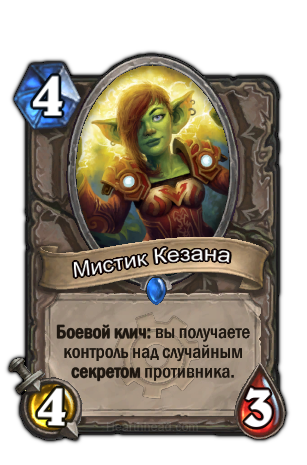 4
Мистик Кезана
Боевой клич: вы получаете
контроль над случайным
секретом противника.
4
3